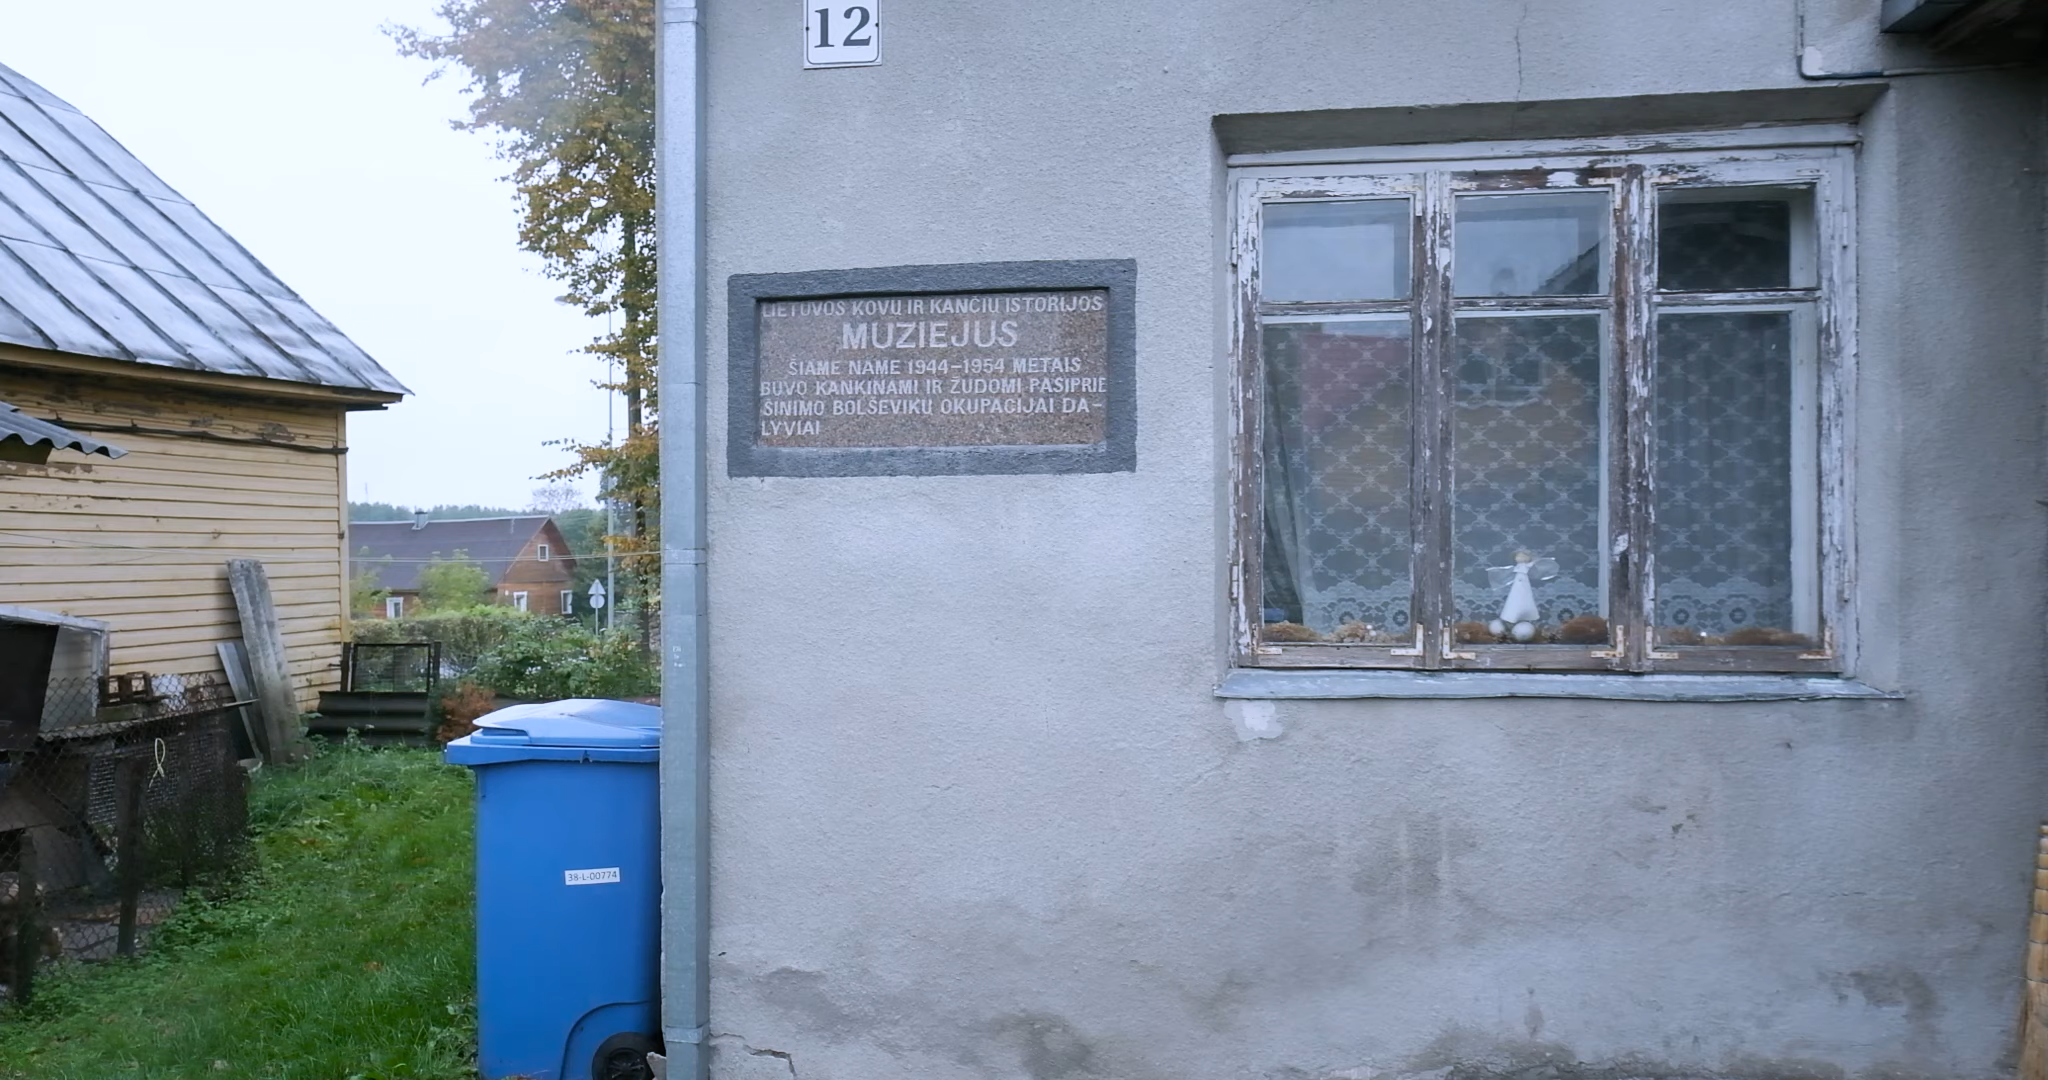 12
LIETUVOS KOVŲ IR KANČIŲ ISTORIJOS
MUZIEJUS
ŠIAME NAME 1944-1954 METAIS
BUVO KANKINAMI IR ŽUDOMI PASIPRIE
ŠINIMO BOLŠEVIKŲ OKUPACIJAI DA-
LYVIAI
38-L-00774